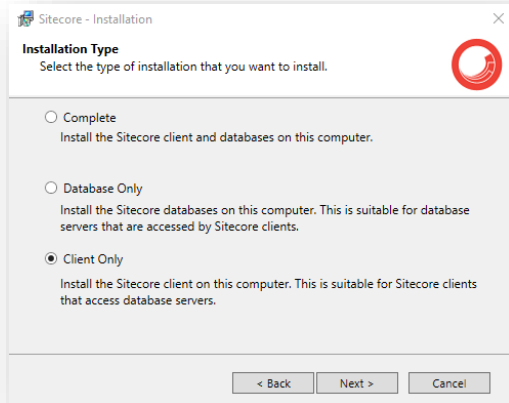 Sitecore - Installation
Installation Type
Select the type of installation that you want to install.
Complete
Install the Sitecore client and databases on this computer.
Database Only
Install the Sitecore databases on this computer. This is suitable for database
servers that are accessed by Sitecore clients.
Client Only
Install the Sitecore client on this computer. This is suitable for Sitecore clients
that access database servers.
< Back Next > Cancel